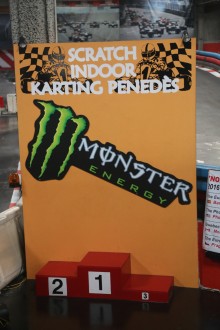 SCRATCH
INDOOR
KARTING PENEDÈS
MONSTER
ENERGY
1
2
3